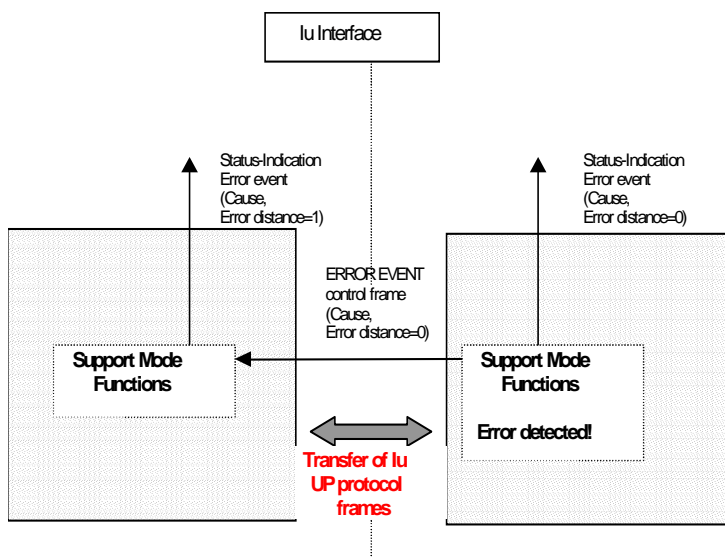 Iu Interface
Status-Indication
Error event
(Cause,
Error distance=1)
Status-Indication
Error event
(Cause,
Error distance=0)
ERROR EVENT
control frame
(Cause,
Error distance=0)
Support Mode
Functions
Support Mode
Functions
Error detected!
Transfer of Iu
UP protocol
frames